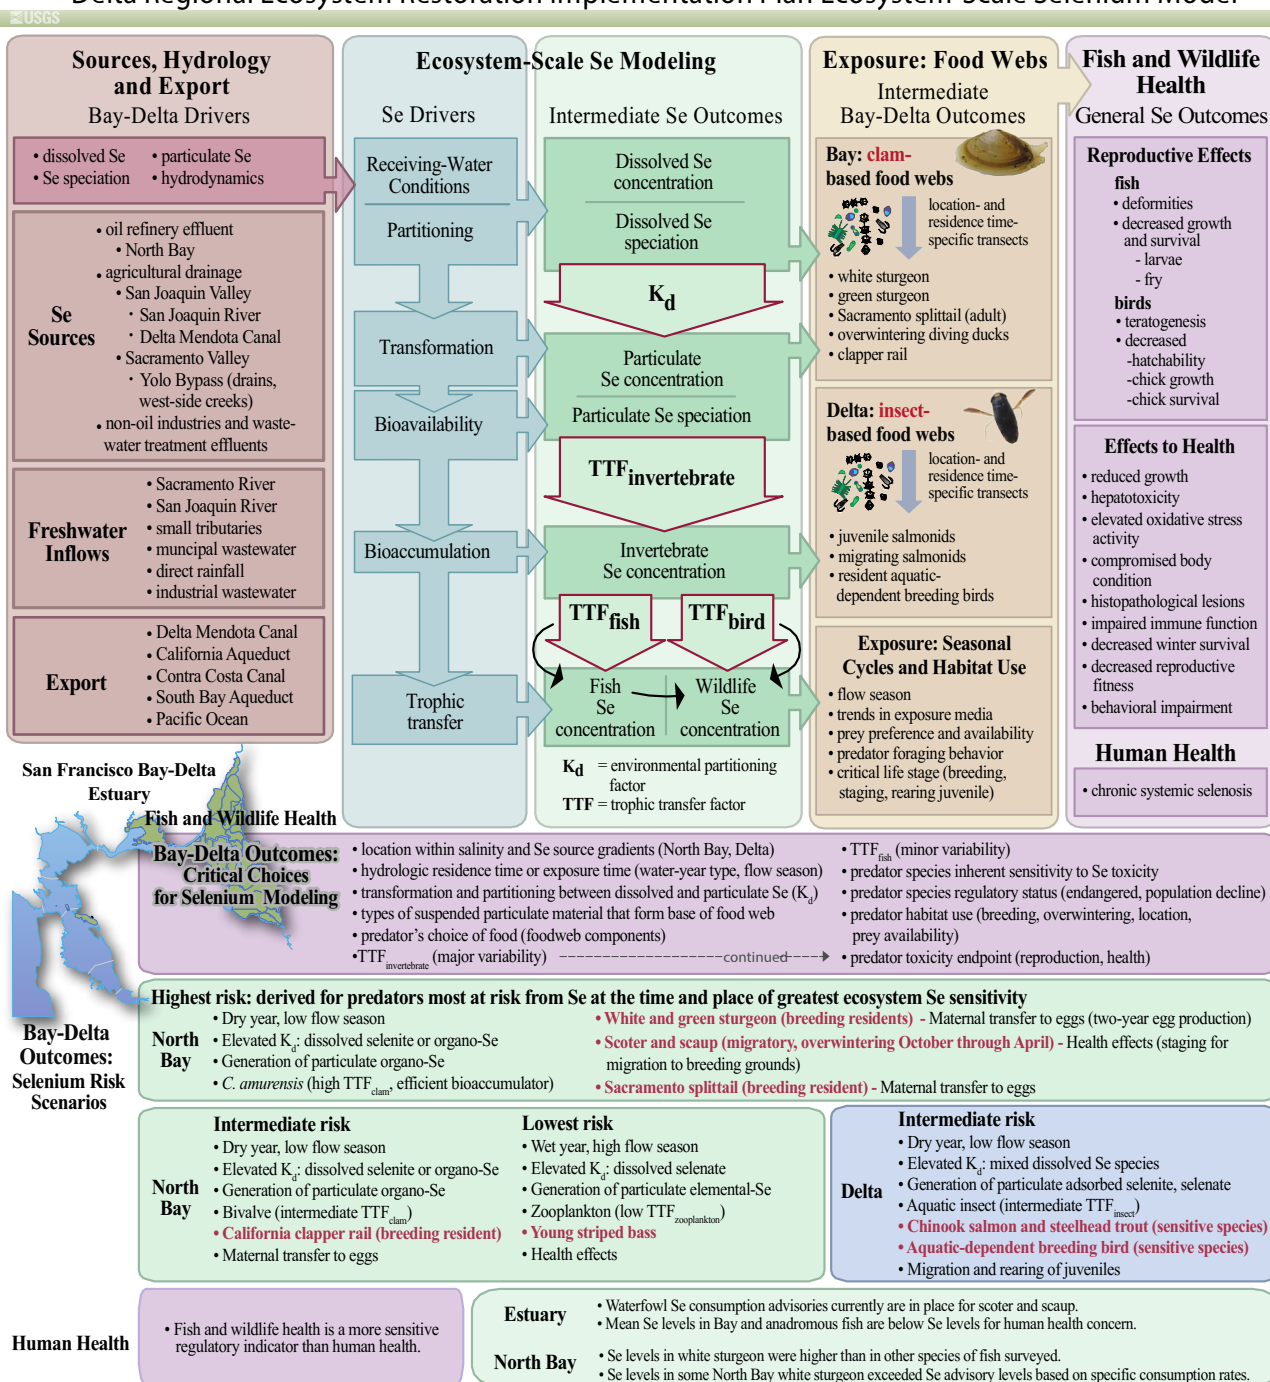 Delta Regional Ecosystem Restoration Implementation Plan Ecosystem-Scale Selenium Model
USGS
Sources, Hydrology
and Export
Bay-Delta Drivers
• dissolved Se
• Se speciation
• particulate Se
• hydrodynamics
Se
Sources
• oil refinery effluent
• North Bay
• agricultural drainage
• San Joaquin Valley
· San Joaquin River
· Delta Mendota Canal
• Sacramento Valley
· Yolo Bypass (drains,
west-side creeks)
• non-oil industries and waste-
water treatment effluents
Freshwater
Inflows
• Sacramento River
• San Joaquin River
• small tributaries
• muncipal wastewater
• direct rainfall
• industrial wastewater
Export
• Delta Mendota Canal
• California Aqueduct
• Contra Costa Canal
• South Bay Aqueduct
• Pacific Ocean
Ecosystem-Scale Se Modeling
Se Drivers
Receiving-Water
Conditions
Partitioning
Transformation
Bioavailability
Bioaccumulation
Trophic
transfer
Intermediate Se Outcomes
Dissolved Se
concentration
Dissolved Se
speciation
Kd
Particulate
Se concentration
Particulate Se speciation
TTFinvertebrate
Invertebrate
Se concentration
TTFfish
TTFbird
Fish
Se
concentration
Wildlife
Se
concentration
Kd = environmental partitioning
factor
TTF = trophic transfer factor
Exposure: Food Webs
Intermediate
Bay-Delta Outcomes
Bay: clam-
based food webs
location- and
residence time-
specific transects
• white sturgeon
• green sturgeon
• Sacramento splittail (adult)
• overwintering diving ducks
• clapper rail
Delta: insect-
based food webs
location- and
residence time-
specific transects
• juvenile salmonids
• migrating salmonids
• resident aquatic-
dependent breeding birds
Exposure: Seasonal
Cycles and Habitat Use
• flow season
• trends in exposure media
• prey preference and availability
• predator foraging behavior
• critical life stage (breeding,
staging, rearing juvenile)
Fish and Wildlife
Health
General Se Outcomes
Reproductive Effects
fish
• deformities
• decreased growth
and survival
- larvae
- fry
birds
• teratogenesis
• decreased
-hatchability
-chick growth
-chick survival
Effects to Health
• reduced growth
• hepatotoxicity
• elevated oxidative stress
activity
• compromised body
condition
• histopathological lesions
• impaired immune function
• decreased winter survival
• decreased reproductive
fitness
• behavioral impairment
Human Health
• chronic systemic selenosis
San Francisco Bay-Delta
Estuary
Fish and Wildlife Health
Bay-Delta Outcomes:
Critical Choices
for Selenium Modeling
• location within salinity and Se source gradients (North Bay, Delta)
• hydrologic residence time or exposure time (water-year type, flow season)
• transformation and partitioning between dissolved and particulate Se (Kd)
• types of suspended particulate material that form base of food web
• predator's choice of food (foodweb components)
•TTFinvertebrate (major variability)
continued
• TTFfish (minor variability)
• predator species inherent sensitivity to Se toxicity
• predator species regulatory status (endangered, population decline)
• predator habitat use (breeding, overwintering, location,
prey availability)
• predator toxicity endpoint (reproduction, health)
Bay-Delta
Outcomes:
Selenium Risk
Scenarios
Highest risk: derived for predators most at risk from Se at the time and place of greatest ecosystem Se sensitivity
North
Bay
• Dry year, low flow season
• Elevated Kd: dissolved selenite or organo-Se
• Generation of particulate organo-Se
• C. amurensis (high TTFclam, efficient bioaccumulator)
• White and green sturgeon (breeding residents) - Maternal transfer to eggs (two-year egg production)
• Scoter and scaup (migratory, overwintering October through April) - Health effects (staging for
migration to breeding grounds)
• Sacramento splittail (breeding resident) - Maternal transfer to eggs
North
Bay
Intermediate risk
• Dry year, low flow season
• Elevated Kd: dissolved selenite or organo-Se
• Generation of particulate organo-Se
• Bivalve (intermediate TTFclam)
• California clapper rail (breeding resident)
• Maternal transfer to eggs
Lowest risk
• Wet year, high flow season
• Elevated Kd: dissolved selenate
• Generation of particulate elemental-Se
• Zooplankton (low TTFzooplankton)
• Young striped bass
• Health effects
Delta
Intermediate risk
• Dry year, low flow season
• Elevated Kd: mixed dissolved Se species
• Generation of particulate adsorbed selenite, selenate
• Aquatic insect (intermediate TTFinsect)
• Chinook salmon and steelhead trout (sensitive species)
• Aquatic-dependent breeding bird (sensitive species)
• Migration and rearing of juveniles
Human Health
• Fish and wildlife health is a more sensitive
regulatory indicator than human health.
Estuary
• Waterfowl Se consumption advisories currently are in place for scoter and scaup.
• Mean Se levels in Bay and anadromous fish are below Se levels for human health concern.
North Bay
• Se levels in white sturgeon were higher than in other species of fish surveyed.
• Se levels in some North Bay white sturgeon exceeded Se advisory levels based on specific consumption rates.